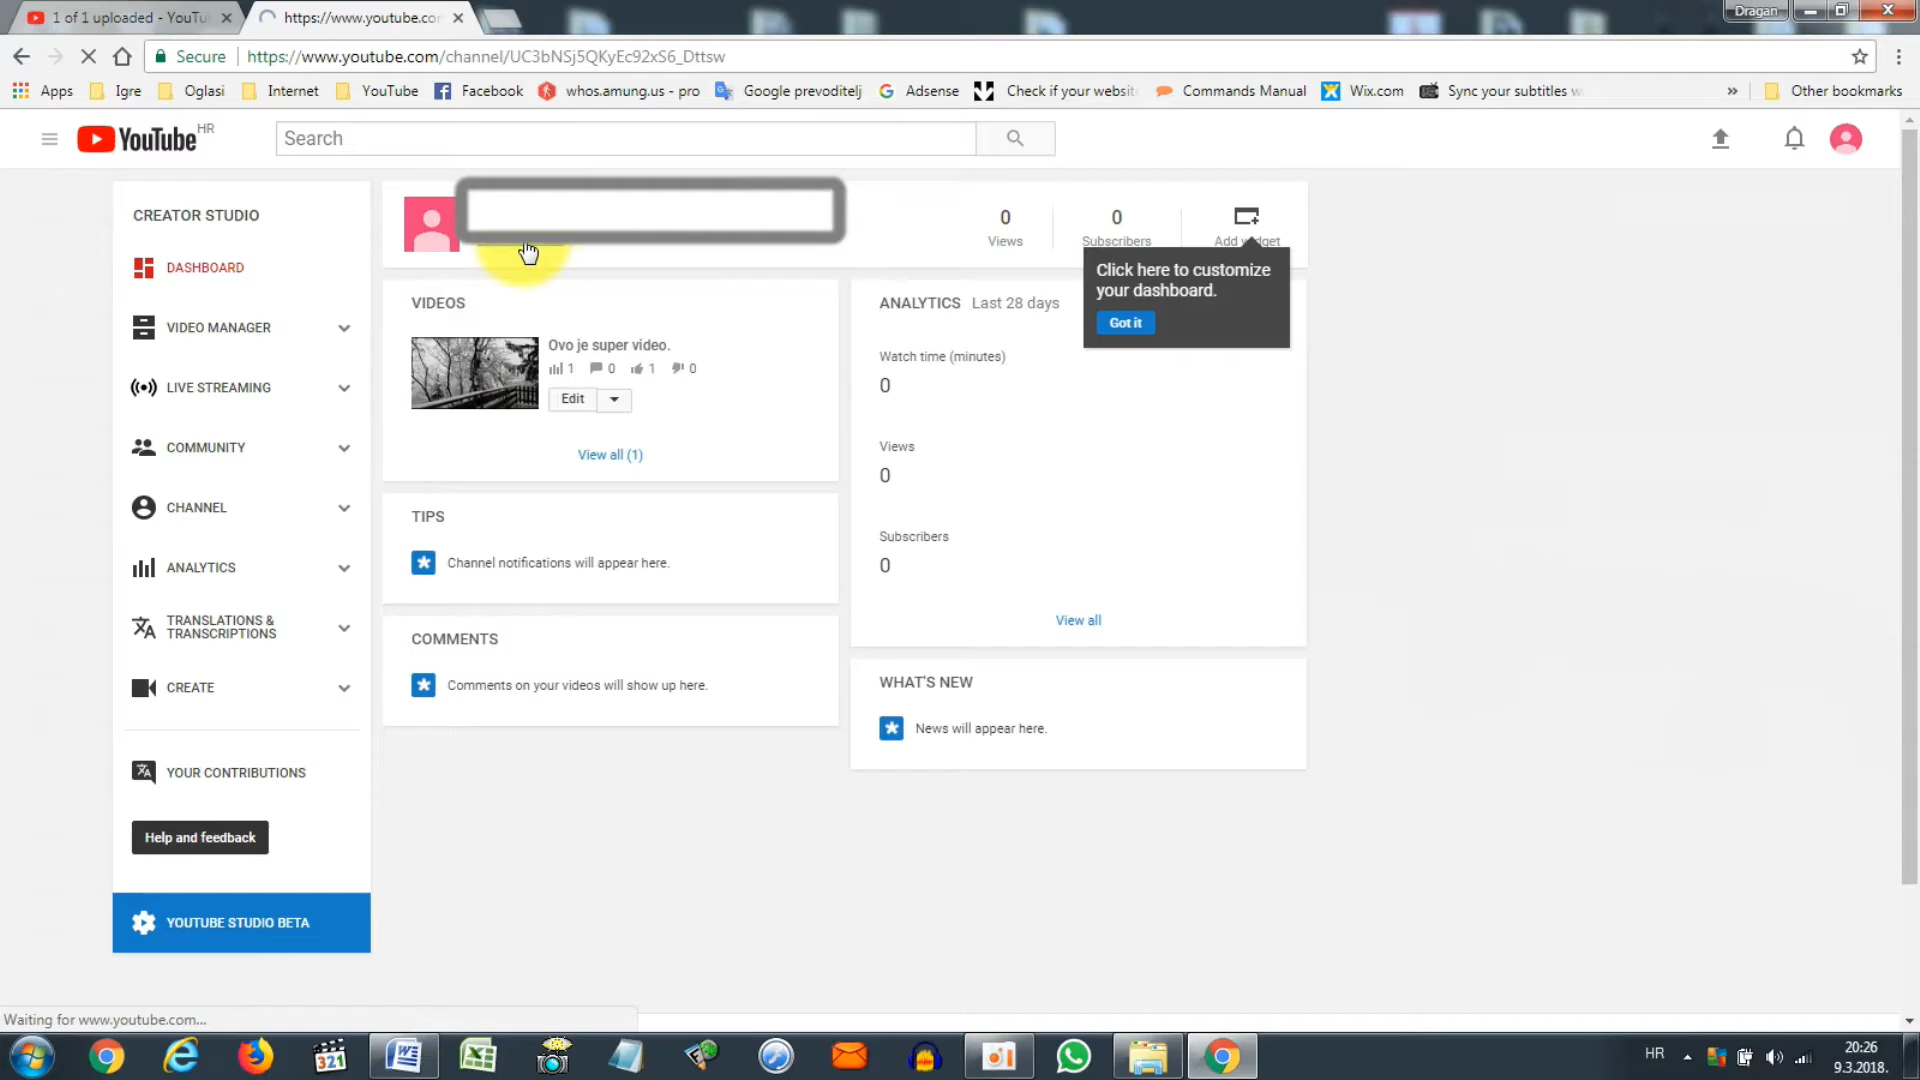 1 of 1 uploaded - YouTu
https://www.youtube.co
Dragan
Secure
https://www.youtube.com/channel/UC3bNSj5QKyEc92xS6_Dttsw
Apps
Igre
Oglasi
Internet
YouTube
Facebook
whos.amung.us - pro
Google prevoditelj
Adsense
Check if your websit
Commands Manual
Wix.com
Sync your subtitles w
»
Other bookmarks
YouTube HR
Search
CREATOR STUDIO
DASHBOARD
VIDEO MANAGER
LIVE STREAMING
COMMUNITY
CHANNEL
ANALYTICS
TRANSLATIONS &
TRANSCRIPTIONS
CREATE
YOUR CONTRIBUTIONS
Help and feedback
YOUTUBE STUDIO BETA
0
Views
0
Subscribers
Add widget
Click here to customize
your dashboard.
Got it
VIDEOS
Ovo je super video.
1 0 1 0
Edit
View all (1)
TIPS
Channel notifications will appear here.
COMMENTS
Comments on your videos will show up here.
ANALYTICS Last 28 days
Watch time (minutes)
0
Views
0
Subscribers
0
View all
WHAT'S NEW
News will appear here.
Waiting for www.youtube.com...
321
HR
20:26
9.3.2018.